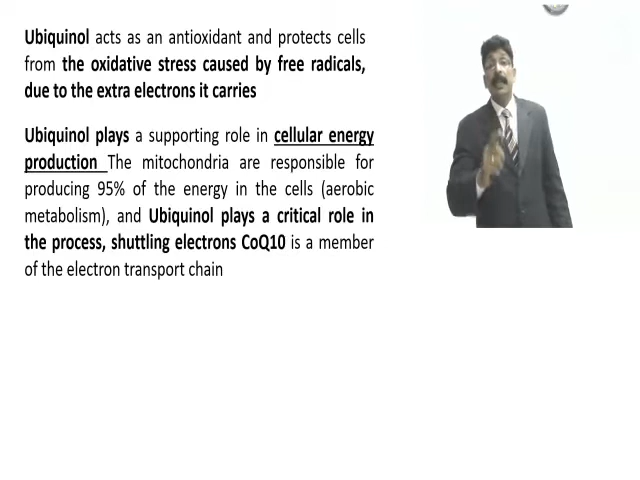 Ubiquinol acts as an antioxidant and protects cells
from the oxidative stress caused by free radicals,
due to the extra electrons it carries
Ubiquinol plays a supporting role in cellular energy
production The mitochondria are responsible for
producing 95% of the energy in the cells (aerobic
metabolism), and Ubiquinol plays a critical role in
the process, shuttling electrons CoQ10 is a member
of the electron transport chain